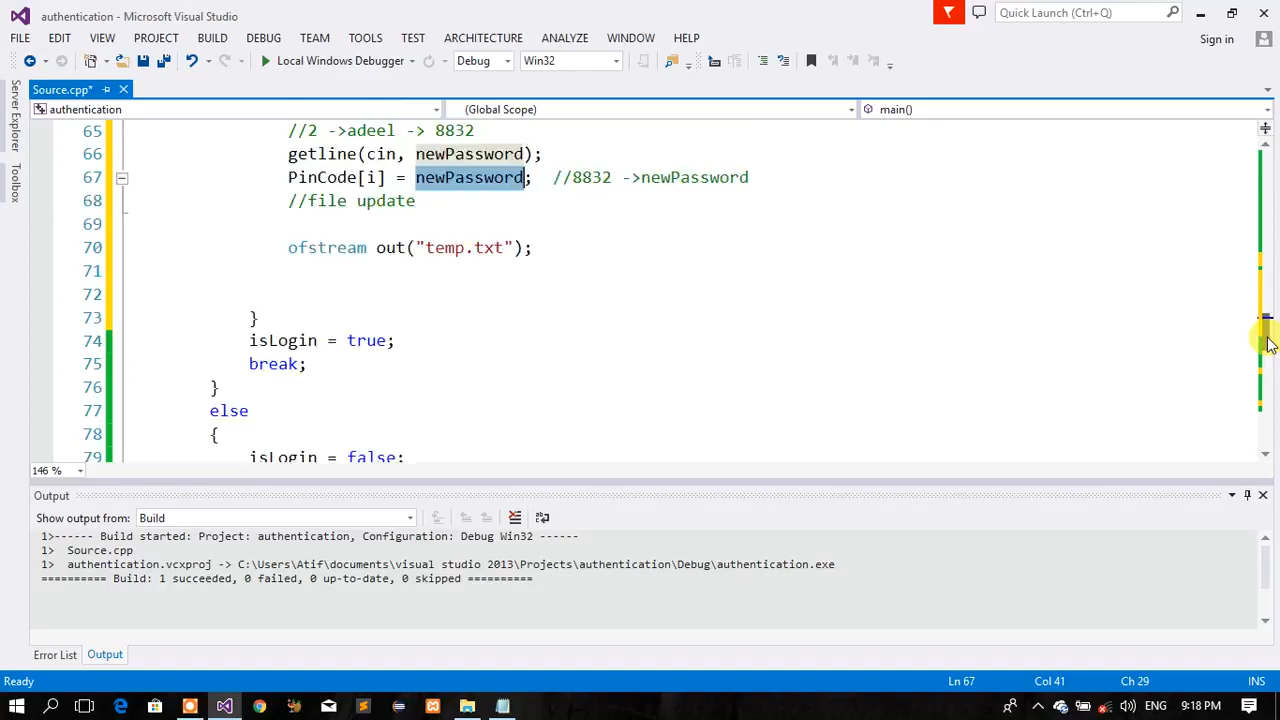 authentication - Microsoft Visual Studio
Quick Launch (Ctrl+Q)
FILE EDIT VIEW PROJECT BUILD DEBUG TEAM TOOLS TEST ARCHITECTURE ANALYZE WINDOW HELP
Sign in
Local Windows Debugger Debug Win32
Server Explorer
Toolbox
Source.cpp*
authentication (Global Scope) main()
65 //2 ->adeel -> 8832
66 getline(cin, newPassword);
67 PinCode[i] = newPassword; //8832 ->newPassword
68 //file update
69
70 ofstream out("temp.txt");
71
72
73 }
74 isLogin = true;
75 break;
76 }
77 else
78 {
79 isLogin = false;
146 %
Output
Show output from: Build
1>------ Build started: Project: authentication, Configuration: Debug Win32 ------
1> Source.cpp
1> authentication.vcxproj -> C:\Users\Atif\documents\visual studio 2013\Projects\authentication\Debug\authentication.exe
========== Build: 1 succeeded, 0 failed, 0 up-to-date, 0 skipped ==========
Error List Output
Ready Ln 67 Col 41 Ch 29 INS
9:18 PM